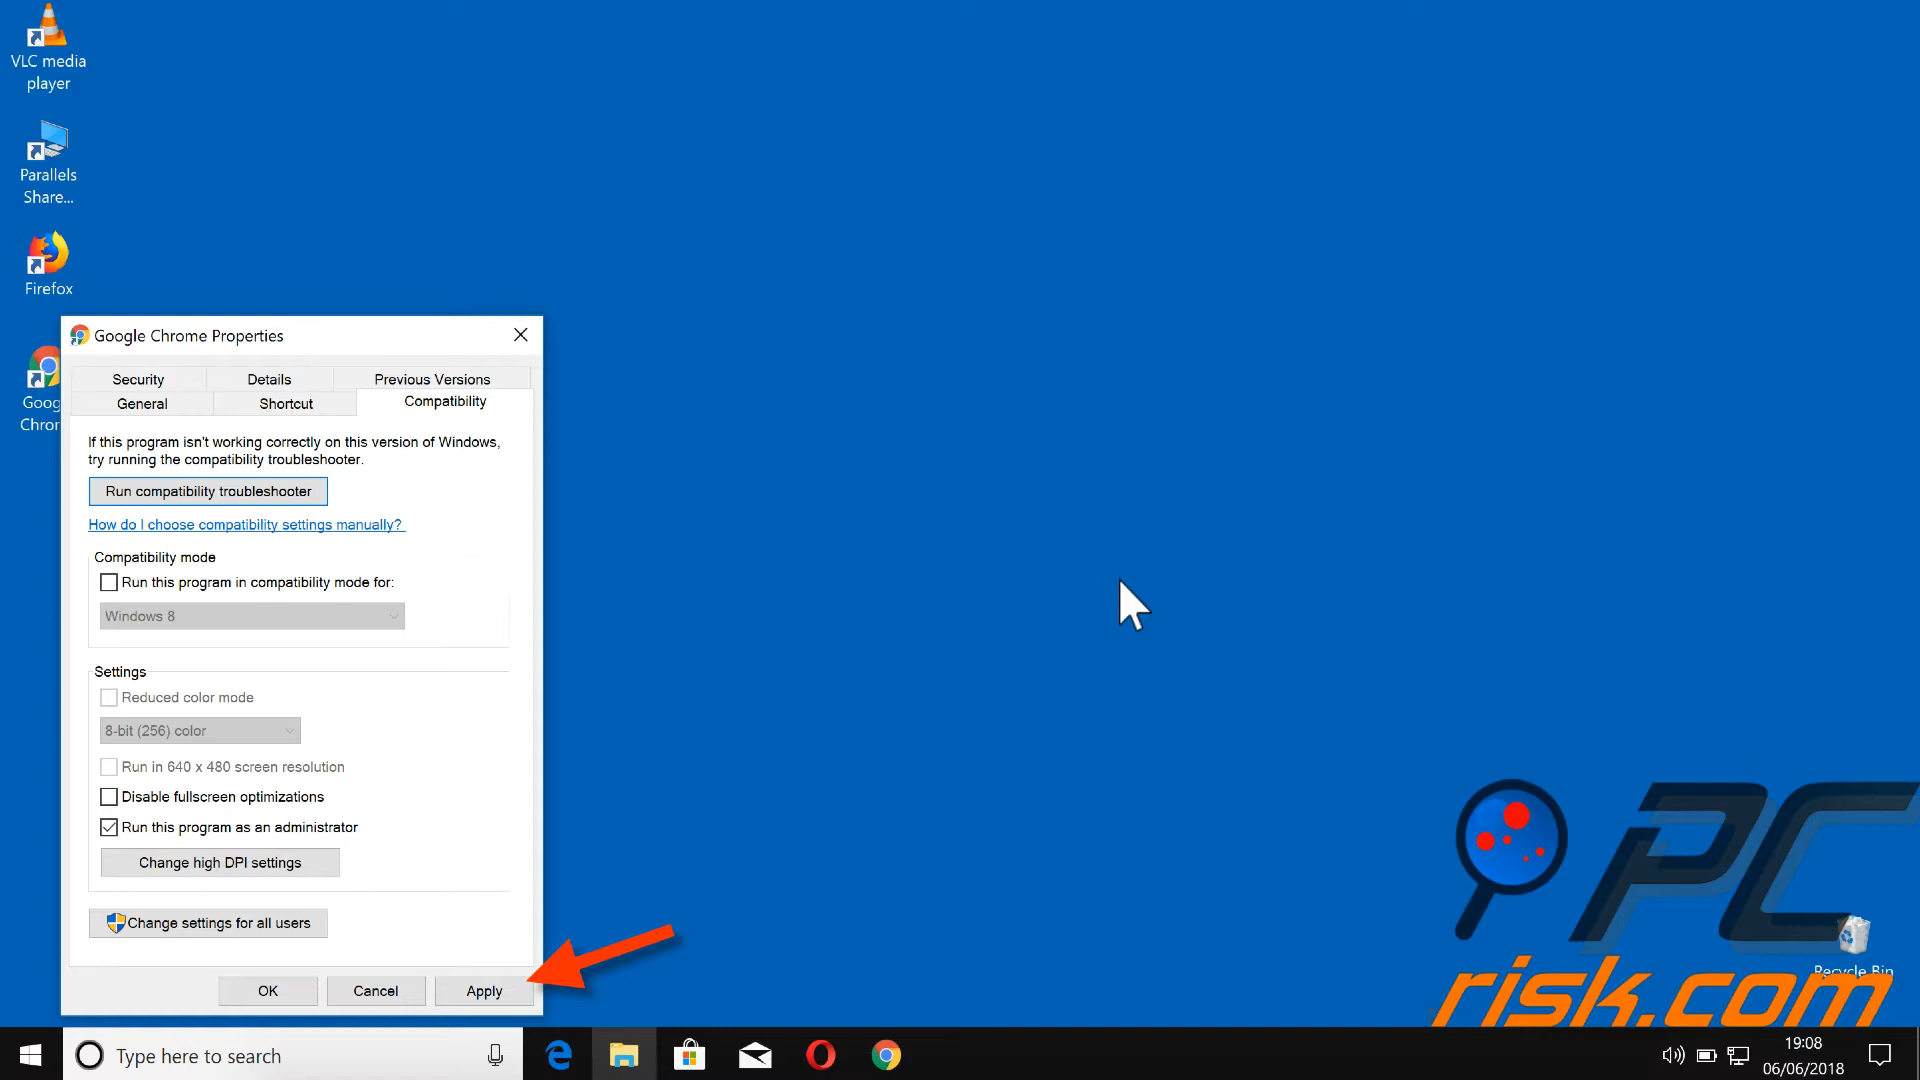 VLC media
player
Parallels
Share...
Firefox
Goog
Chror
Google Chrome Properties
Security
Details
Previous Versions
General
Shortcut
Compatibility
If this program isn't working correctly on this version of Windows,
try running the compatibility troubleshooter.
Run compatibility troubleshooter
How do I choose compatibility settings manually?
Compatibility mode
Run this program in compatibility mode for:
Windows 8
Settings
Reduced color mode
8-bit (256) color
Run in 640 x 480 screen resolution
Disable fullscreen optimizations
Run this program as an administrator
Change high DPI settings
Change settings for all users
OK
Cancel
Apply
PC
risk.com
Recycle Bin
Type here to search
19:08
06/06/2018